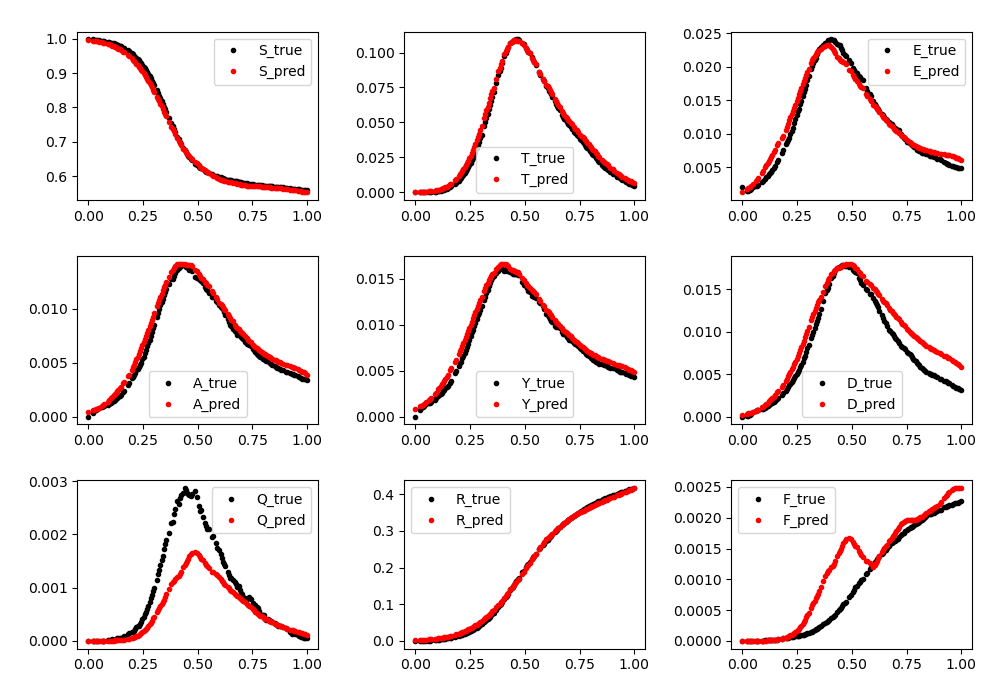 1.0
0.9
0.8
0.7
0.6
0.00 0.25 0.50 0.75 1.00
S_true
S_pred
0.100
0.075
0.050
0.025
0.000
0.00 0.25 0.50 0.75 1.00
T_true
T_pred
0.025
0.020
0.015
0.010
0.005
0.00 0.25 0.50 0.75 1.00
E_true
E_pred
0.010
0.005
0.000
0.00 0.25 0.50 0.75 1.00
A_true
A_pred
0.015
0.010
0.005
0.000
0.00 0.25 0.50 0.75 1.00
Y_true
Y_pred
0.015
0.010
0.005
0.000
0.00 0.25 0.50 0.75 1.00
D_true
D_pred
0.003
0.002
0.001
0.000
0.00 0.25 0.50 0.75 1.00
Q_true
Q_pred
0.4
0.3
0.2
0.1
0.0
0.00 0.25 0.50 0.75 1.00
R_true
R_pred
0.0025
0.0020
0.0015
0.0010
0.0005
0.0000
0.00 0.25 0.50 0.75 1.00
F_true
F_pred